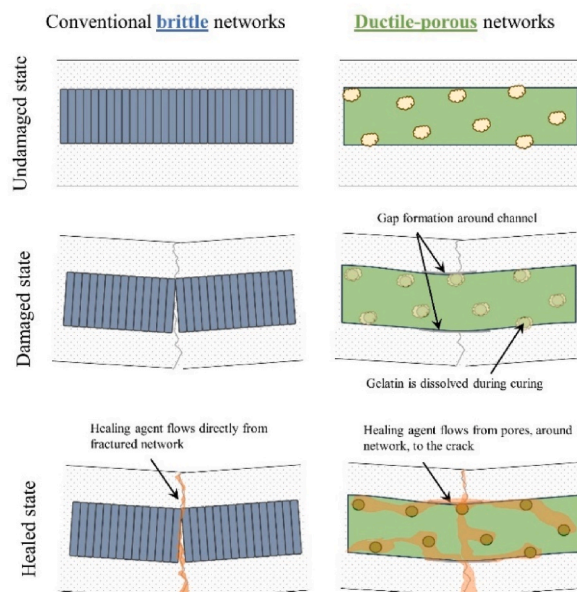 Conventional brittle networks
Ductile-porous networks
Undamaged state
Damaged state
Gap formation around channel
Gelatin is dissolved during curing
Healed state
Healing agent flows directly from
fractured network
Healing agent flows from pores, around
network, to the crack